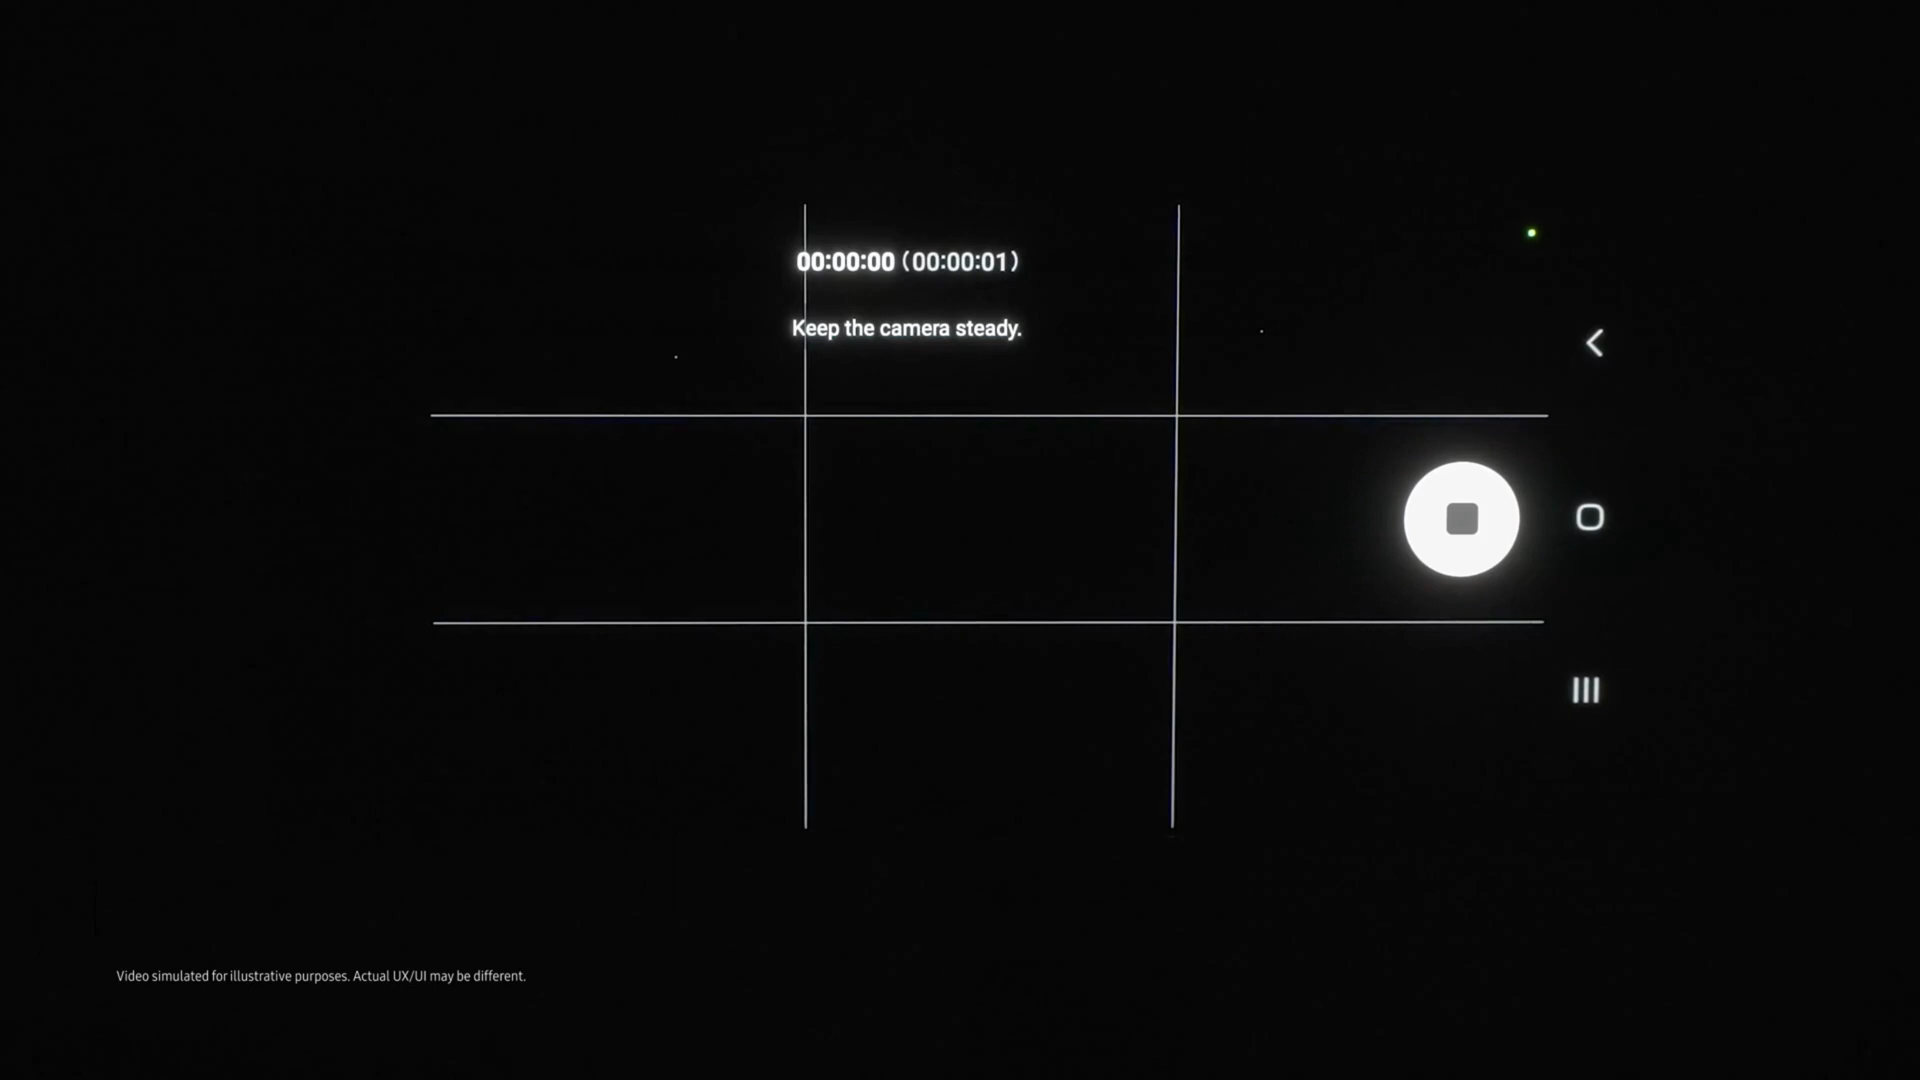 00:00:00 (00:00:01)
Keep the camera steady.
Video simulated for illustrative purposes. Actual UX/UI may be different.